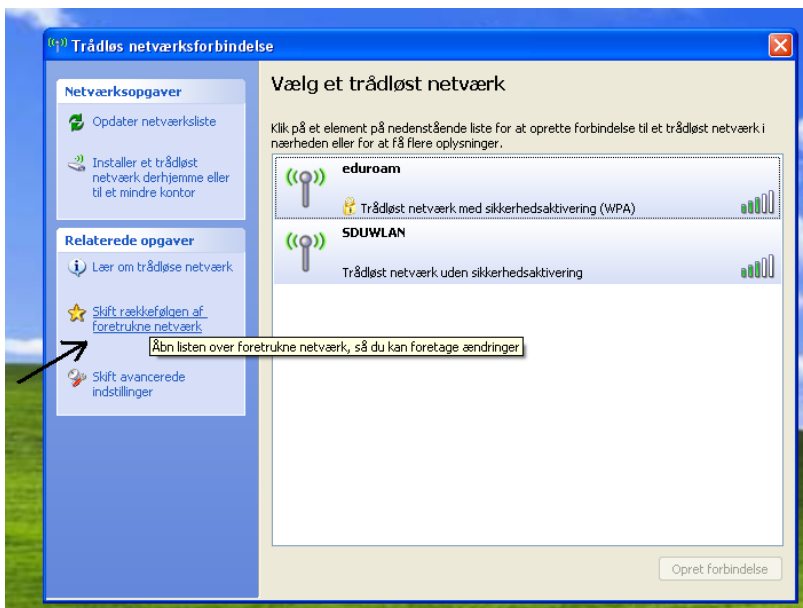 Trådløs netværksforbindelse
Netværksopgaver
Opdater netværksliste
Installer et trådløst
netværk derhjemme eller
til et mindre kontor
Relaterede opgaver
Lær om trådløse netværk
Skift rækkefølgen af
foretrukne netværk
Åbn listen over foretrukne netværk, så du kan foretage ændringer
Skift avancerede
indstillinger
Vælg et trådløst netværk
Klik på et element på nedenstående liste for at oprette forbindelse til et trådløst netværk i
nærheden eller for at få flere oplysninger.
eduroam
Trådløst netværk med sikkerhedsaktivering (WPA)
SDUWLAN
Trådløst netværk uden sikkerhedsaktivering
Opret forbindelse